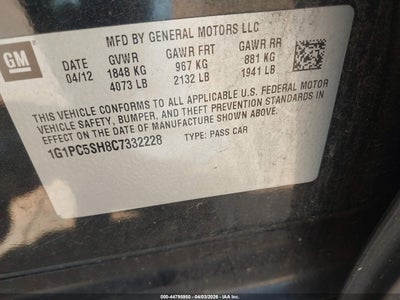 GM
MFD BY GENERAL MOTORS LLC
DATE GVWR GAWR FRT GAWR RR
04/12 1848 KG 967 KG 881 KG
4073 LB 2132 LB 1941 LB
THIS VEHICLE CONFORMS TO ALL APPLICABLE U.S. FEDERAL MOTOR
VEHICLE SAFETY, BUMPER, AND THEFT PREVENTION STANDARDS IN
EFFECT ON THE DATE OF MANUFACTURE SHOWN ABOVE.
1G1PC5SH8C7332228 TYPE: PASS CAR
000-44795950 - 04/03/2026 - IAA Inc.